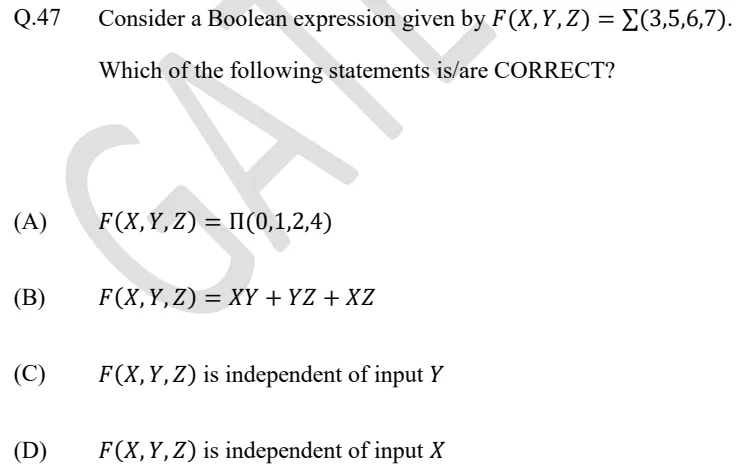 Q.47 Consider a Boolean expression given by F(X, Y, Z) = ∑(3,5,6,7).
Which of the following statements is/are CORRECT?
GATE
(A) F(X, Y, Z) = Π(0,1,2,4)
(B) F(X, Y, Z) = XY + YZ + XZ
(C) F(X, Y, Z) is independent of input Y
(D) F(X, Y, Z) is independent of input X